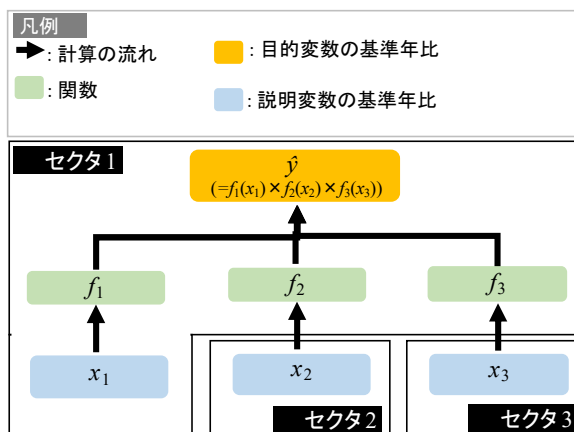 凡例
: 計算の流れ
: 目的変数の基準年比
: 関数
: 説明変数の基準年比
セクタ1
ŷ
(=f₁(x₁)×f₂(x₂)×f₃(x₃))
f₁ f₂ f₃
x₁ x₂ x₃
セクタ2 セクタ3